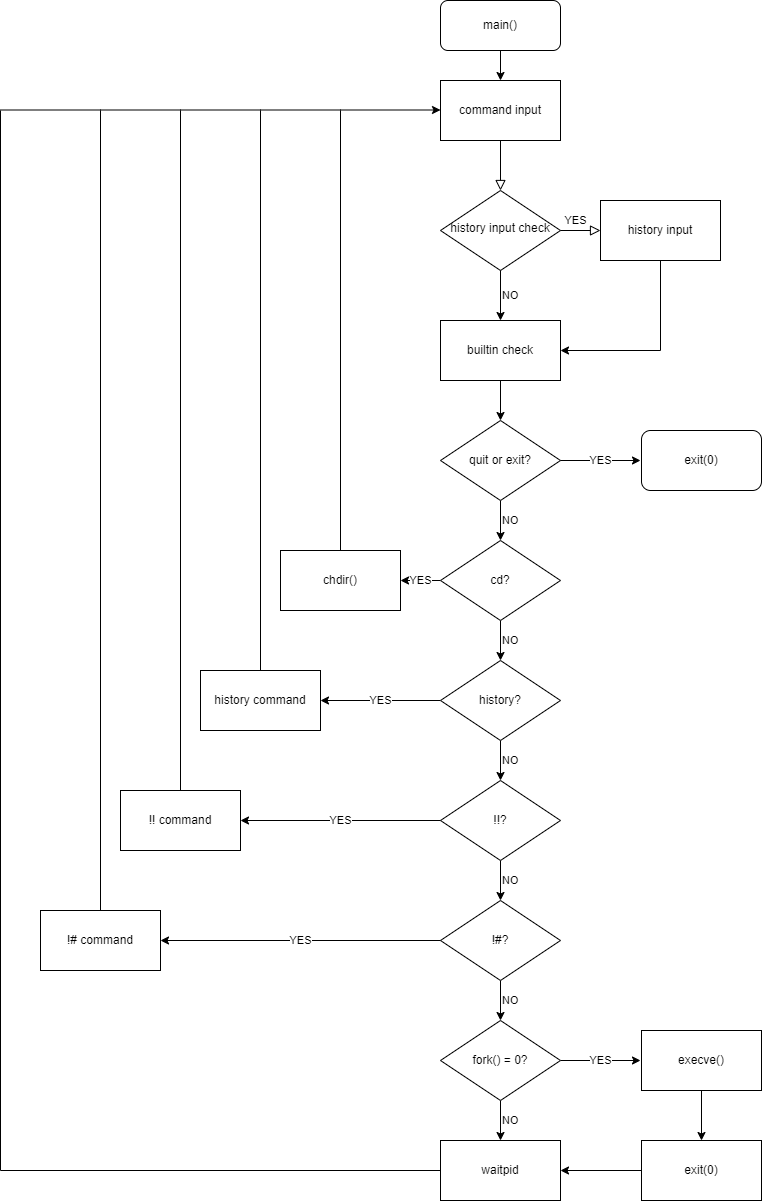 main()
command input
history input check
YES
history input
NO
builtin check
quit or exit?
YES
exit(0)
NO
chdir()
YES
cd?
NO
history command
YES
history?
NO
!! command
YES
!!?
NO
!# command
YES
!#?
NO
fork() = 0?
YES
execve()
NO
waitpid
exit(0)